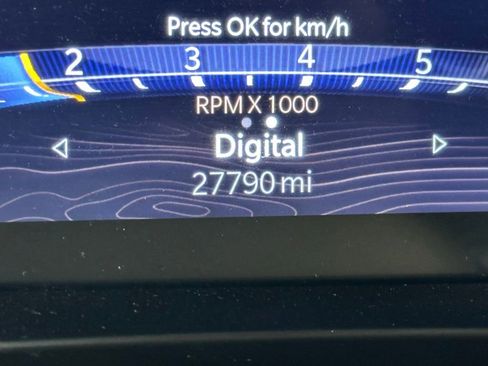 Press OK for km/h
2 3 4 5
RPM X 1000
Digital
27790 mi